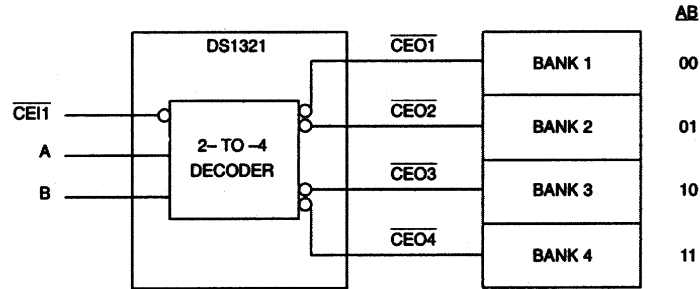 AB
DS1321
CEO1
BANK 1
00
CEI1
CEO2
BANK 2
01
A
2– TO –4
DECODER
B
CEO3
BANK 3
10
CEO4
BANK 4
11